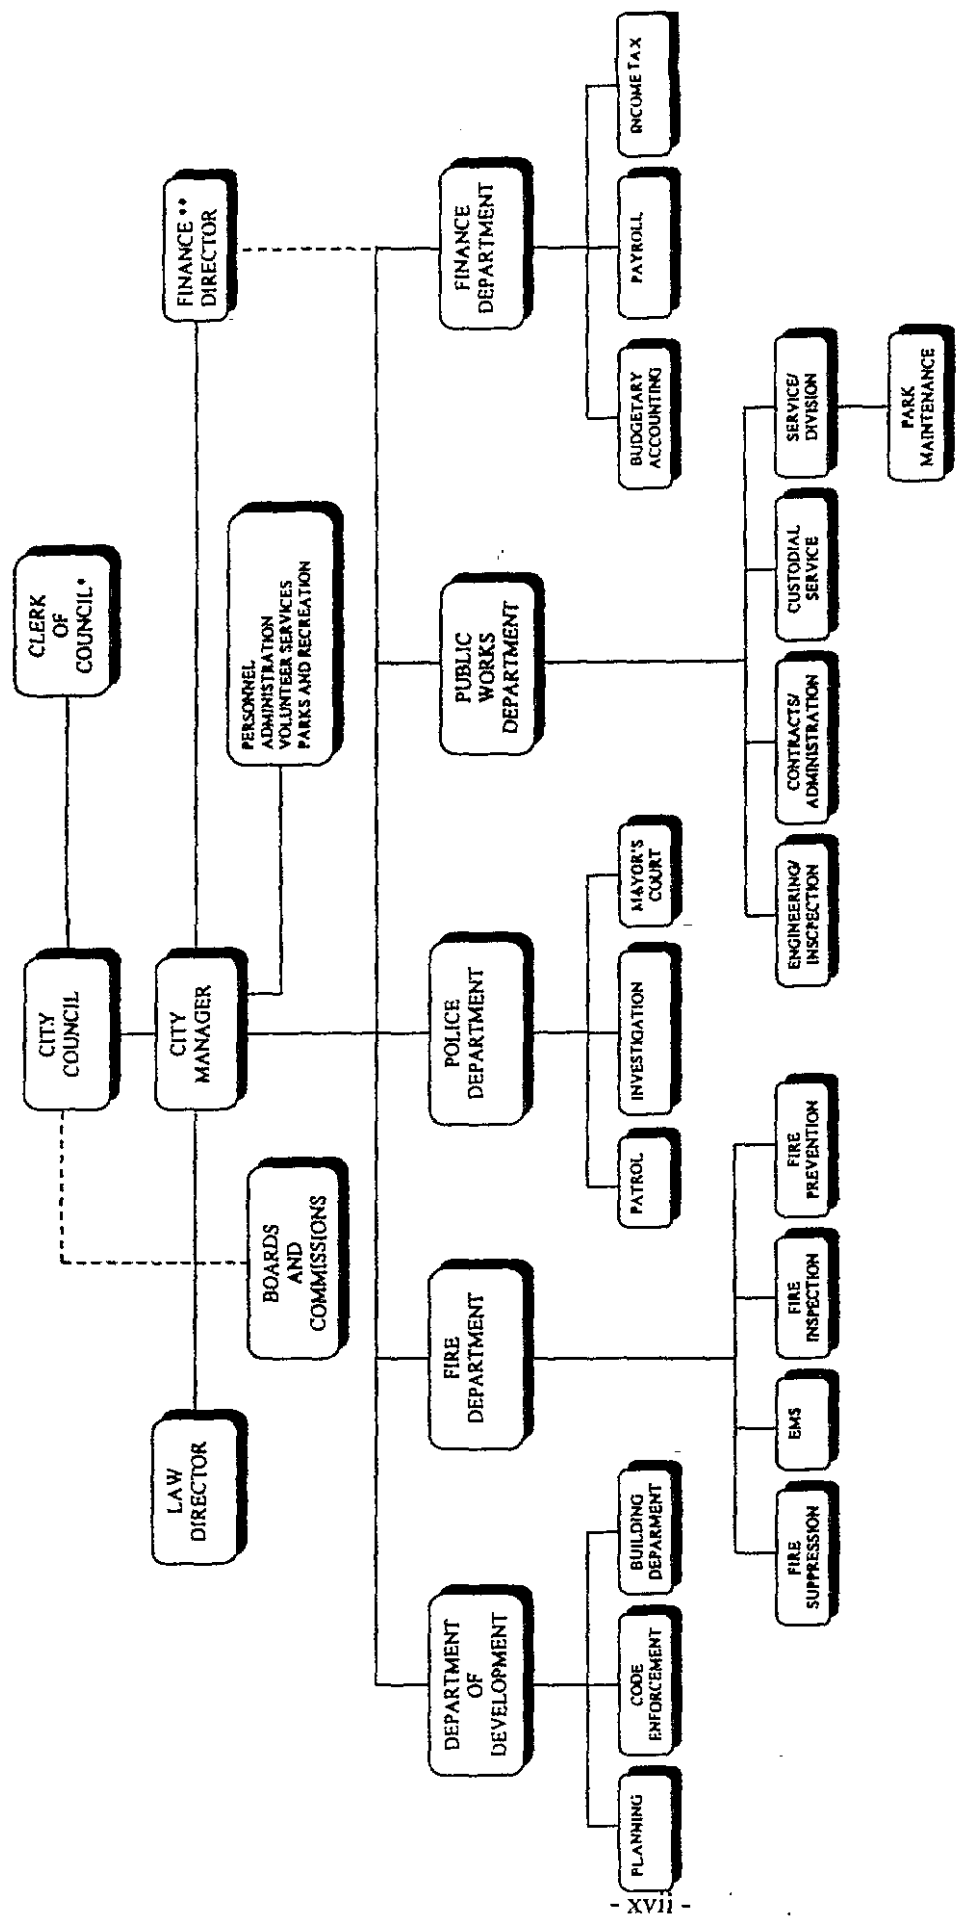 CLERK
OF
COUNCIL*
CITY
COUNCIL
LAW
DIRECTOR
CITY
MANAGER
FINANCE **
DIRECTOR
BOARDS
AND
COMMISSIONS
PERSONNEL
ADMINISTRATION
VOLUNTEER SERVICES
PARKS AND RECREATION
DEPARTMENT
OF
DEVELOPMENT
FIRE
DEPARTMENT
POLICE
DEPARTMENT
PUBLIC
WORKS
DEPARTMENT
FINANCE
DEPARTMENT
PLANNING
CODE
ENFORCEMENT
BUILDING
DEPARMENT
PATROL
INVESTIGATION
MAYOR'S
COURT
BUDGETARY
ACCOUNTING
PAYROLL
INCOME TAX
FIRE
SUPPRESSION
EMS
FIRE
INSPECTION
FIRE
PREVENTION
ENGINEERING/
INSCPECTION
CONTRACTS/
ADMINISTRATION
CUSTODIAL
SERVICE
SERVICE/
DIVISION
PARK
MAINTENANCE
- xvii -